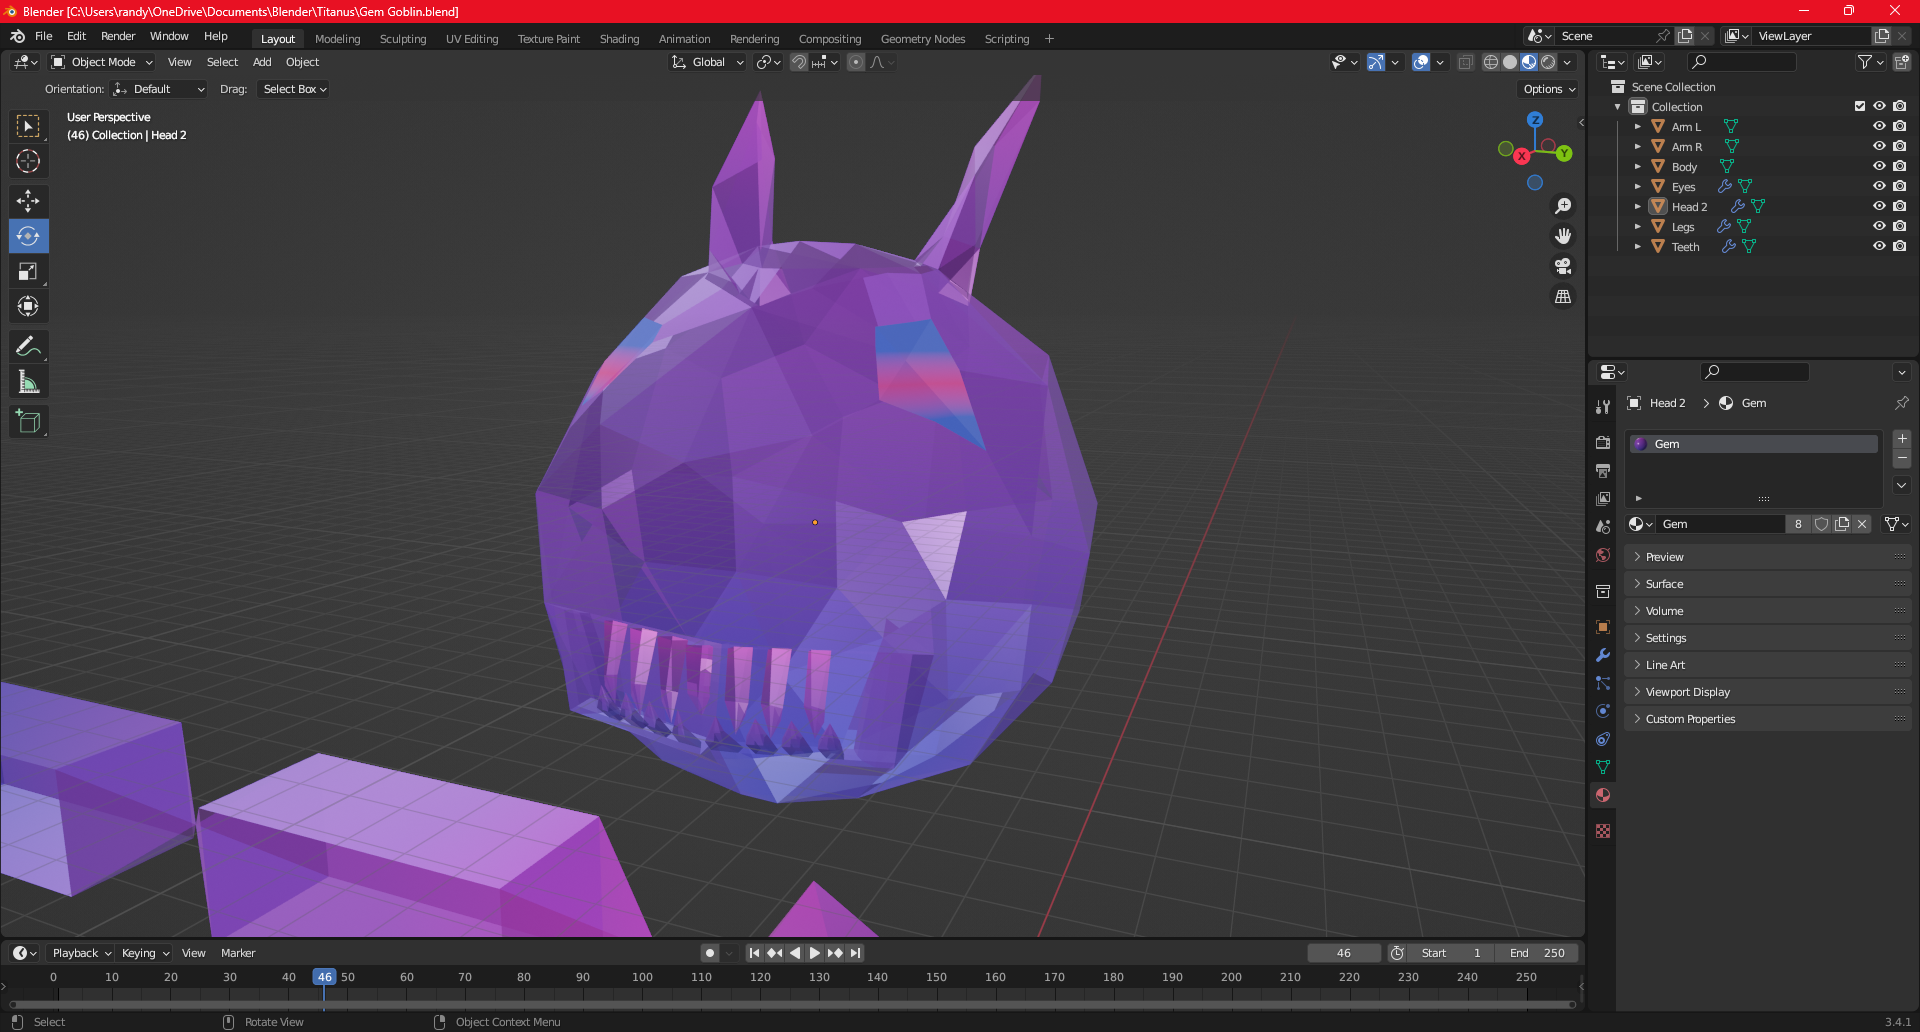 Blender [C:\Users\randy\OneDrive\Documents\Blender\Titanus\Gem Goblin.blend]
File Edit Render Window Help Layout Modeling Sculpting UV Editing Texture Paint Shading Animation Rendering Compositing Geometry Nodes Scripting + Scene ViewLayer
Object Mode View Select Add Object Global
Orientation: Default Drag: Select Box Options
User Perspective
(46) Collection | Head 2
Z
X
Y
Scene Collection
Collection
Arm L
Arm R
Body
Eyes
Head 2
Legs
Teeth
Head 2 > Gem
Gem
Gem 8
Preview
Surface
Volume
Settings
Line Art
Viewport Display
Custom Properties
Playback Keying View Marker 46 Start 1 End 250
0 10 20 30 40 46 50 60 70 80 90 100 110 120 130 140 150 160 170 180 190 200 210 220 230 240 250
Select Rotate View Object Context Menu 3.4.1